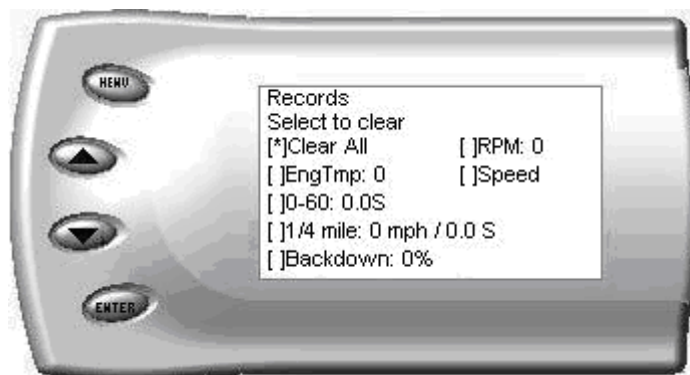 MENU
Records
Select to clear
[*]Clear All [ ]RPM: 0
[ ]EngTmp: 0 [ ]Speed
[ ]0-60: 0.0S
[ ]1/4 mile: 0 mph / 0.0 S
[ ]Backdown: 0%
ENTER